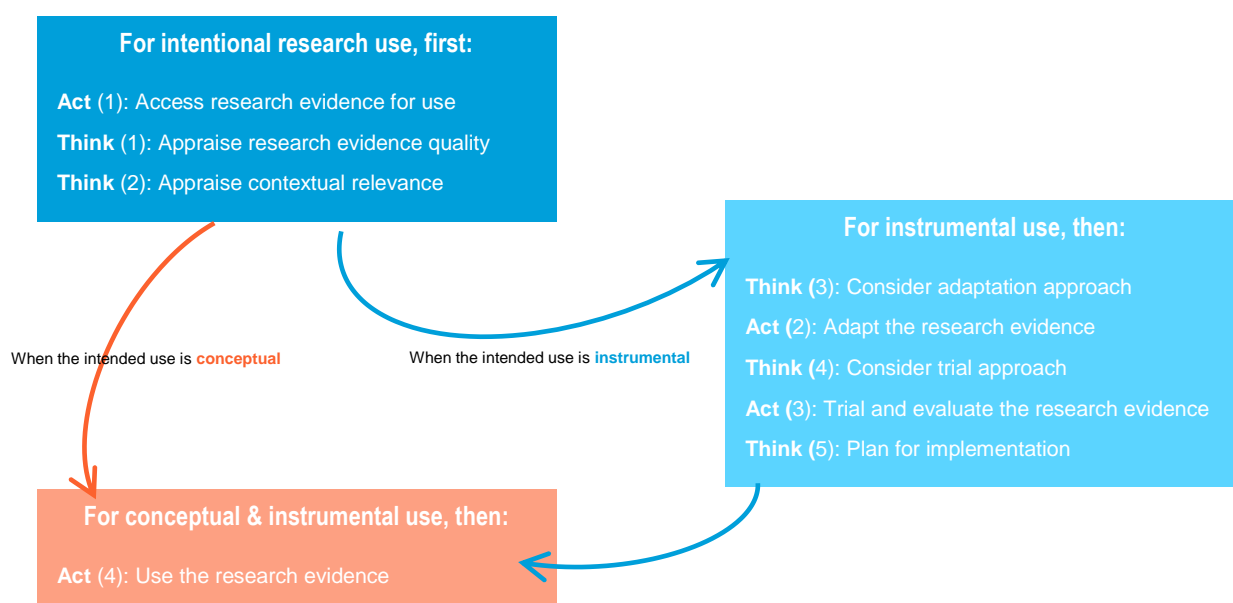 For intentional research use, first:
Act (1): Access research evidence for use
Think (1): Appraise research evidence quality
Think (2): Appraise contextual relevance
When the intended use is conceptual
When the intended use is instrumental
For instrumental use, then:
Think (3): Consider adaptation approach
Act (2): Adapt the research evidence
Think (4): Consider trial approach
Act (3): Trial and evaluate the research evidence
Think (5): Plan for implementation
For conceptual & instrumental use, then:
Act (4): Use the research evidence